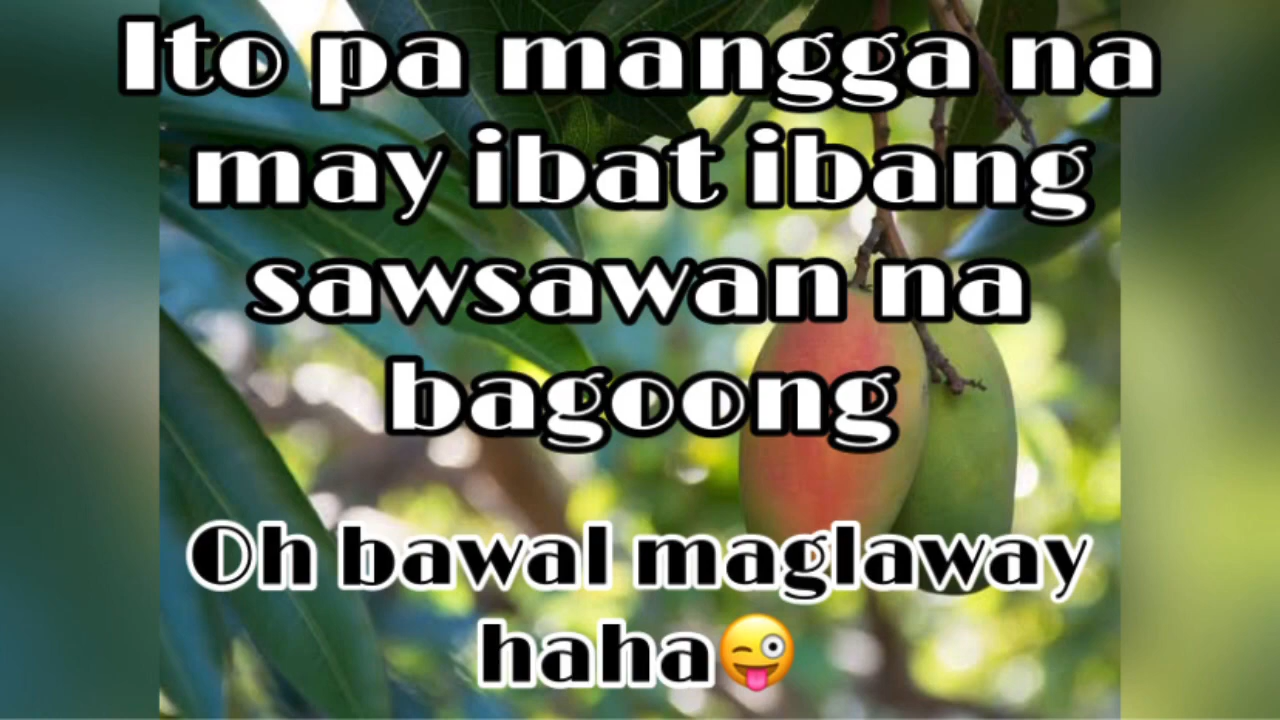 Ito pa mangga na
may ibat ibang
sawsawan na
bagoong
Oh bawal maglaway
haha😜